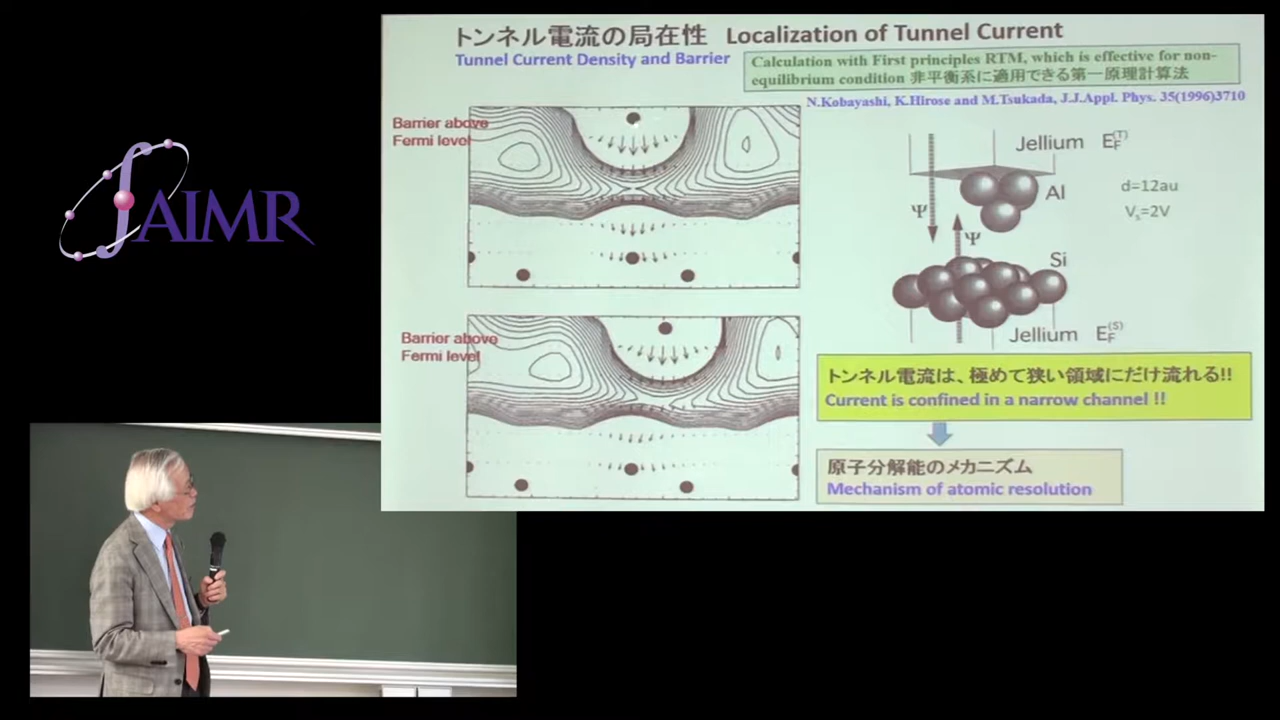 AIMR
トンネル電流の局在性 Localization of Tunnel Current
Tunnel Current Density and Barrier
Calculation with First principles RTM, which is effective for non-
equilibrium condition 非平衡系に適用できる第一原理計算法
N.Kobayashi, K.Hirose and M.Tsukada, J.J.Appl. Phys. 35(1996)3710
Barrier above
Fermi level
Jellium E_F^(T)
Al
d=12au
V_s=2V
Ψ
Ψ
Si
Jellium E_F^(S)
Barrier above
Fermi level
トンネル電流は、極めて狭い領域にだけ流れる!!
Current is confined in a narrow channel !!
原子分解能のメカニズム
Mechanism of atomic resolution